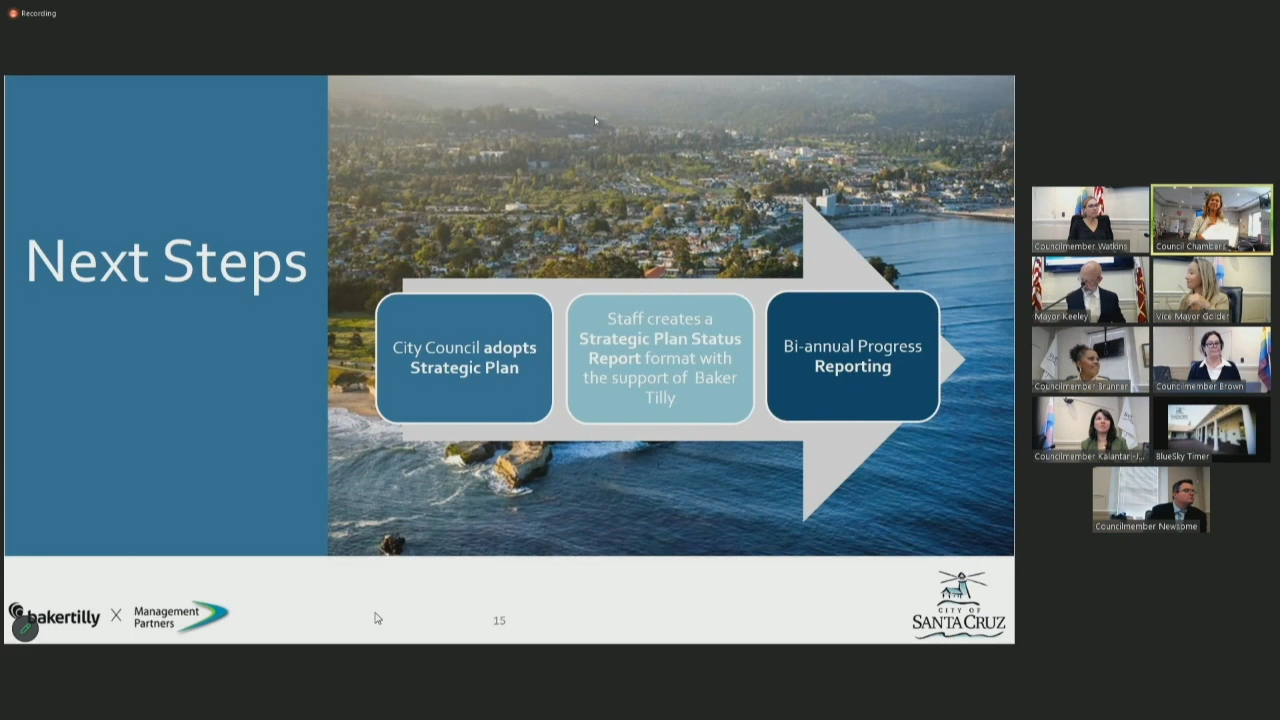 Recording
Next Steps
City Council adopts
Strategic Plan
Staff creates a
Strategic Plan Status
Report format with
the support of Baker
Tilly
Bi-annual Progress
Reporting
bakertilly X Management
Partners
15
CITY OF
SANTA CRUZ
Councilmember Watkins
Council Chambers
Mayor Keeley
Vice Mayor Golder
Councilmember Brunner
Councilmember Brown
Councilmember Kalantari-J...
BlueSky Timer
Councilmember Newsome